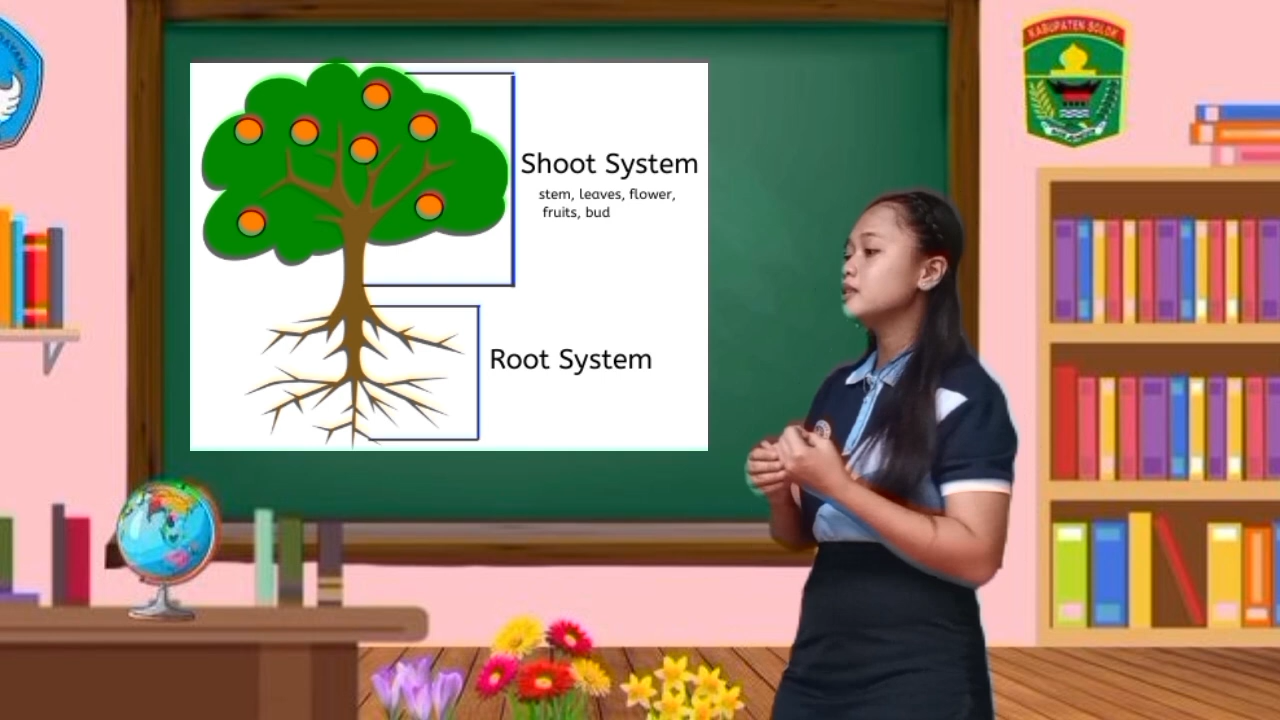 KABUPATEN SOLOK
Shoot System
stem, leaves, flower,
fruits, bud
Root System